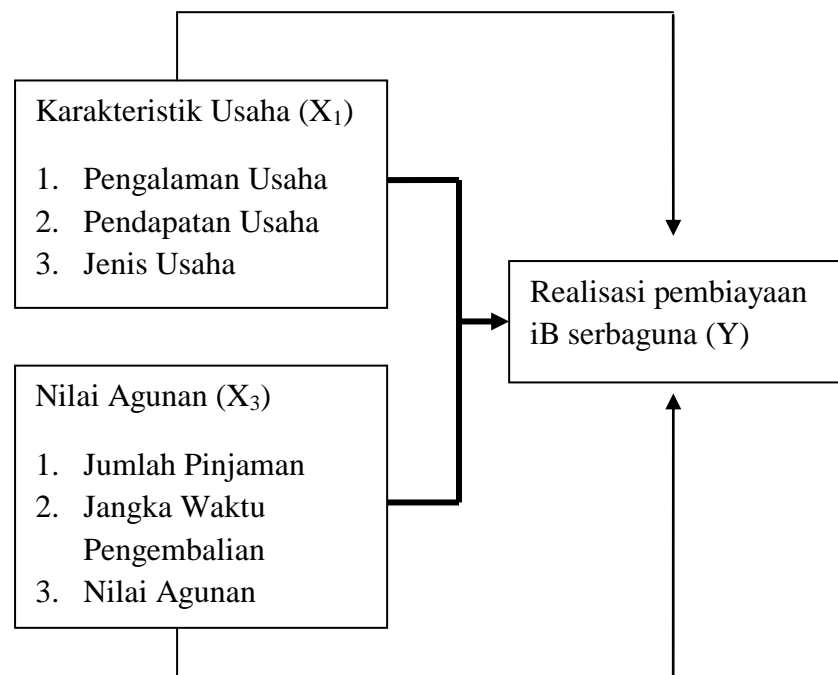 Karakteristik Usaha (X₁)
1. Pengalaman Usaha
2. Pendapatan Usaha
3. Jenis Usaha
Realisasi pembiayaan
iB serbaguna (Y)
Nilai Agunan (X₃)
1. Jumlah Pinjaman
2. Jangka Waktu
Pengembalian
3. Nilai Agunan